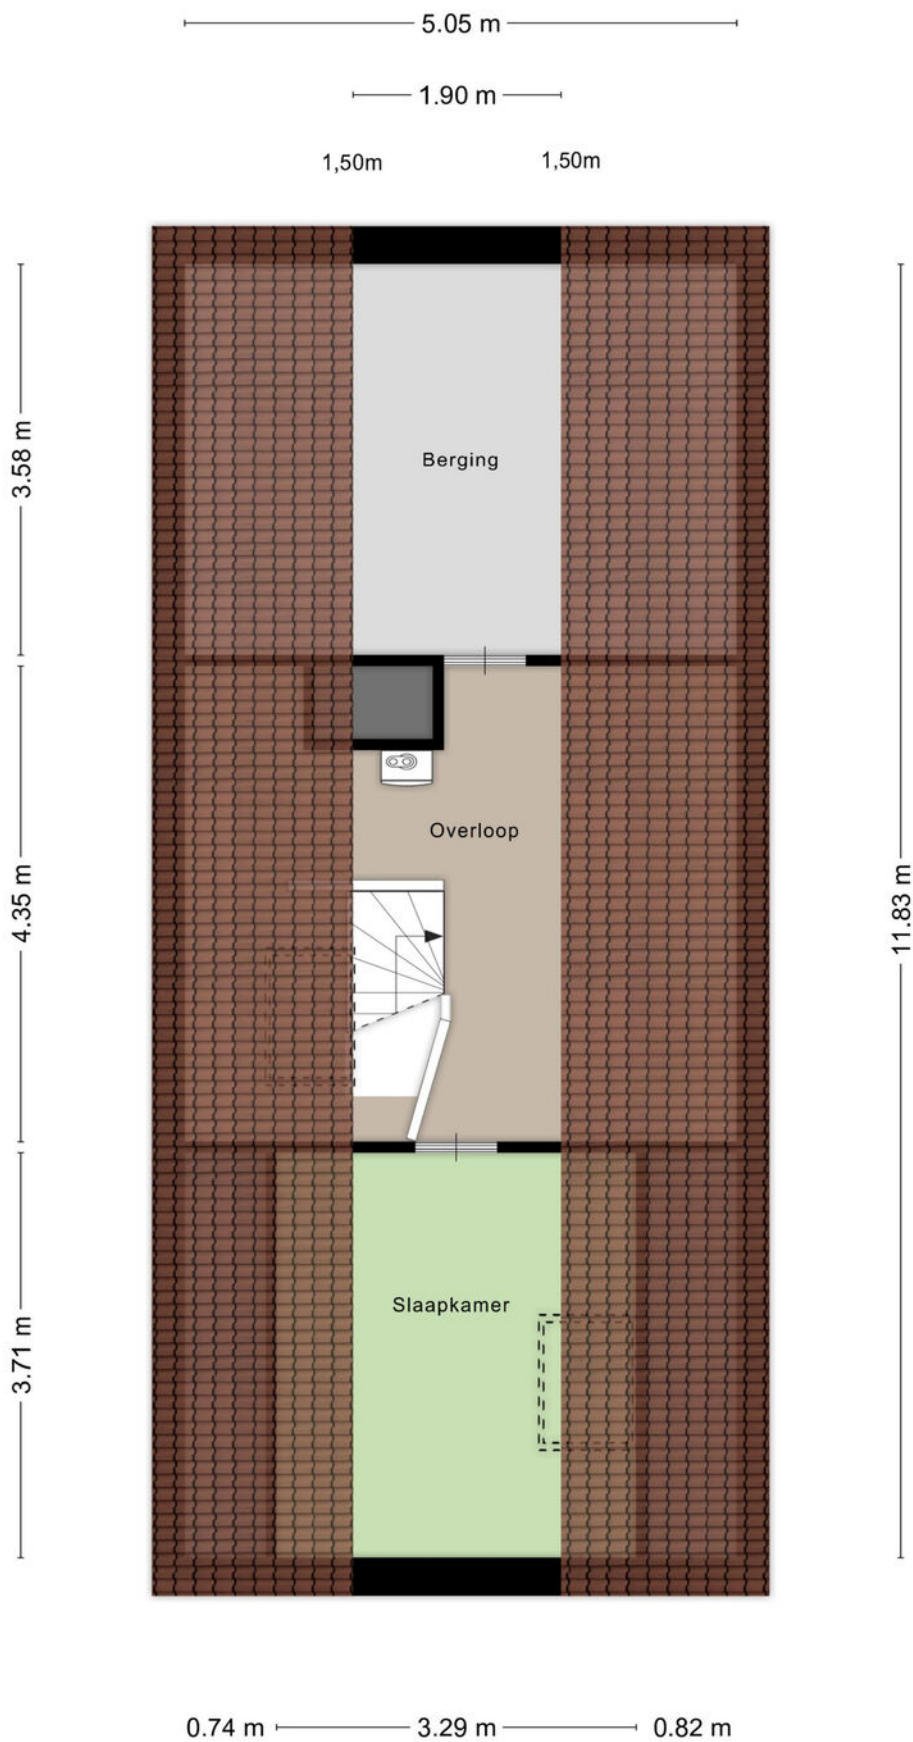 5.05 m
1.90 m
1,50m 1,50m
3.58 m
Berging
Overloop
4.35 m
11.83 m
Slaapkamer
3.71 m
0.74 m 3.29 m 0.82 m